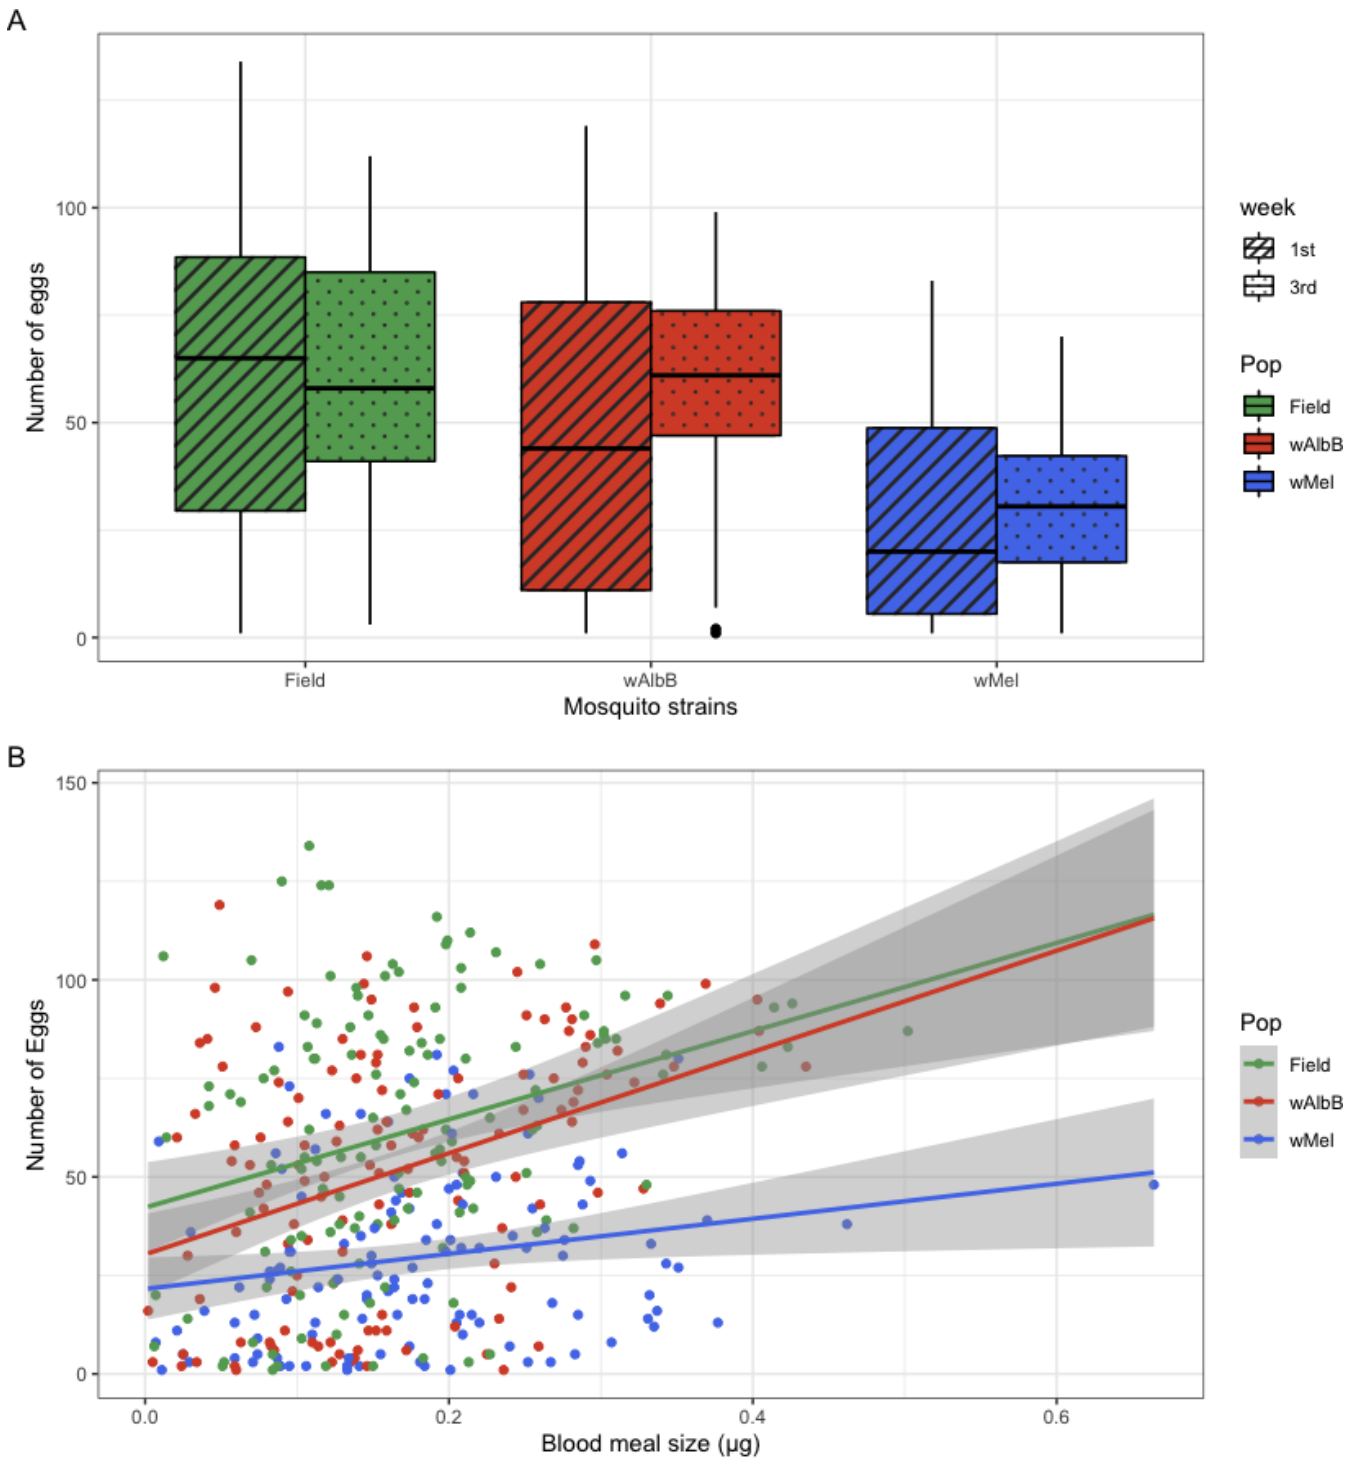 A
Number of eggs
100
50
0
Field
wAlbB
wMel
Mosquito strains
week
1st
3rd
Pop
Field
wAlbB
wMel
B
Number of Eggs
150
100
50
0
0.0
0.2
0.4
0.6
Blood meal size (µg)
Pop
Field
wAlbB
wMel